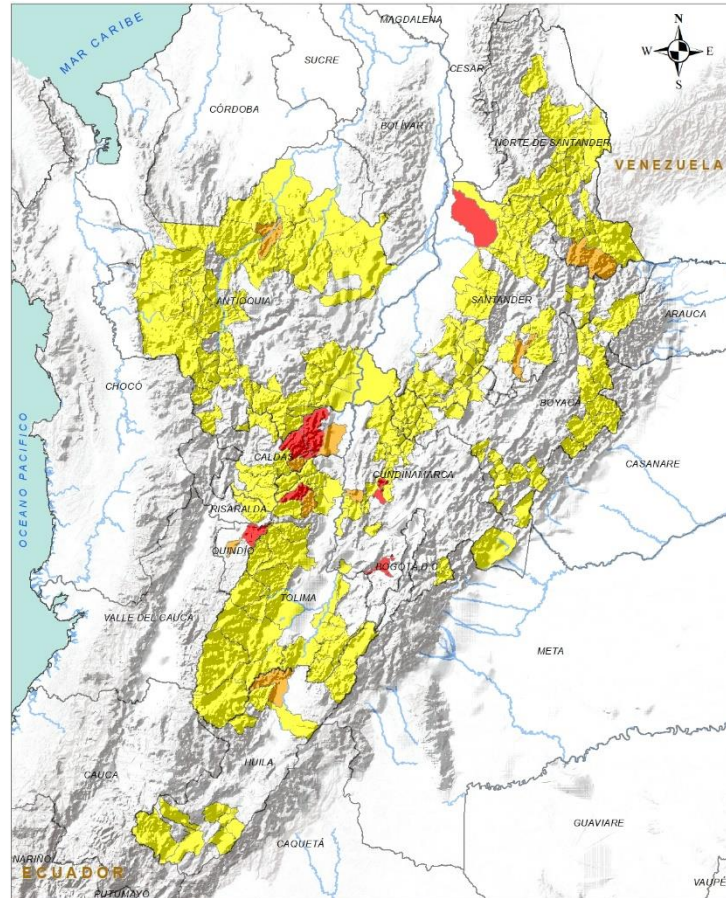 MAGDALENA
N
W E
S
MAR CARIBE
SUCRE
CESAR
CÓRDOBA
BOLÍVAR
NORTE DE SANTANDER
VENEZUELA
ANTIOQUIA
SANTANDER
ARAUCA
CHOCÓ
BOYACÁ
OCEANO PACIFICO
CALDAS
CUNDINAMARCA
CASANARE
RISARALDA
QUINDÍO
BOGOTÁ, D.C.
TOLIMA
VALLE DEL CAUCA
META
HUILA
CAUCA
GUAVIARE
NARIÑO
CAQUETÁ
ECUADOR
PUTUMAYO
VAUPÉ